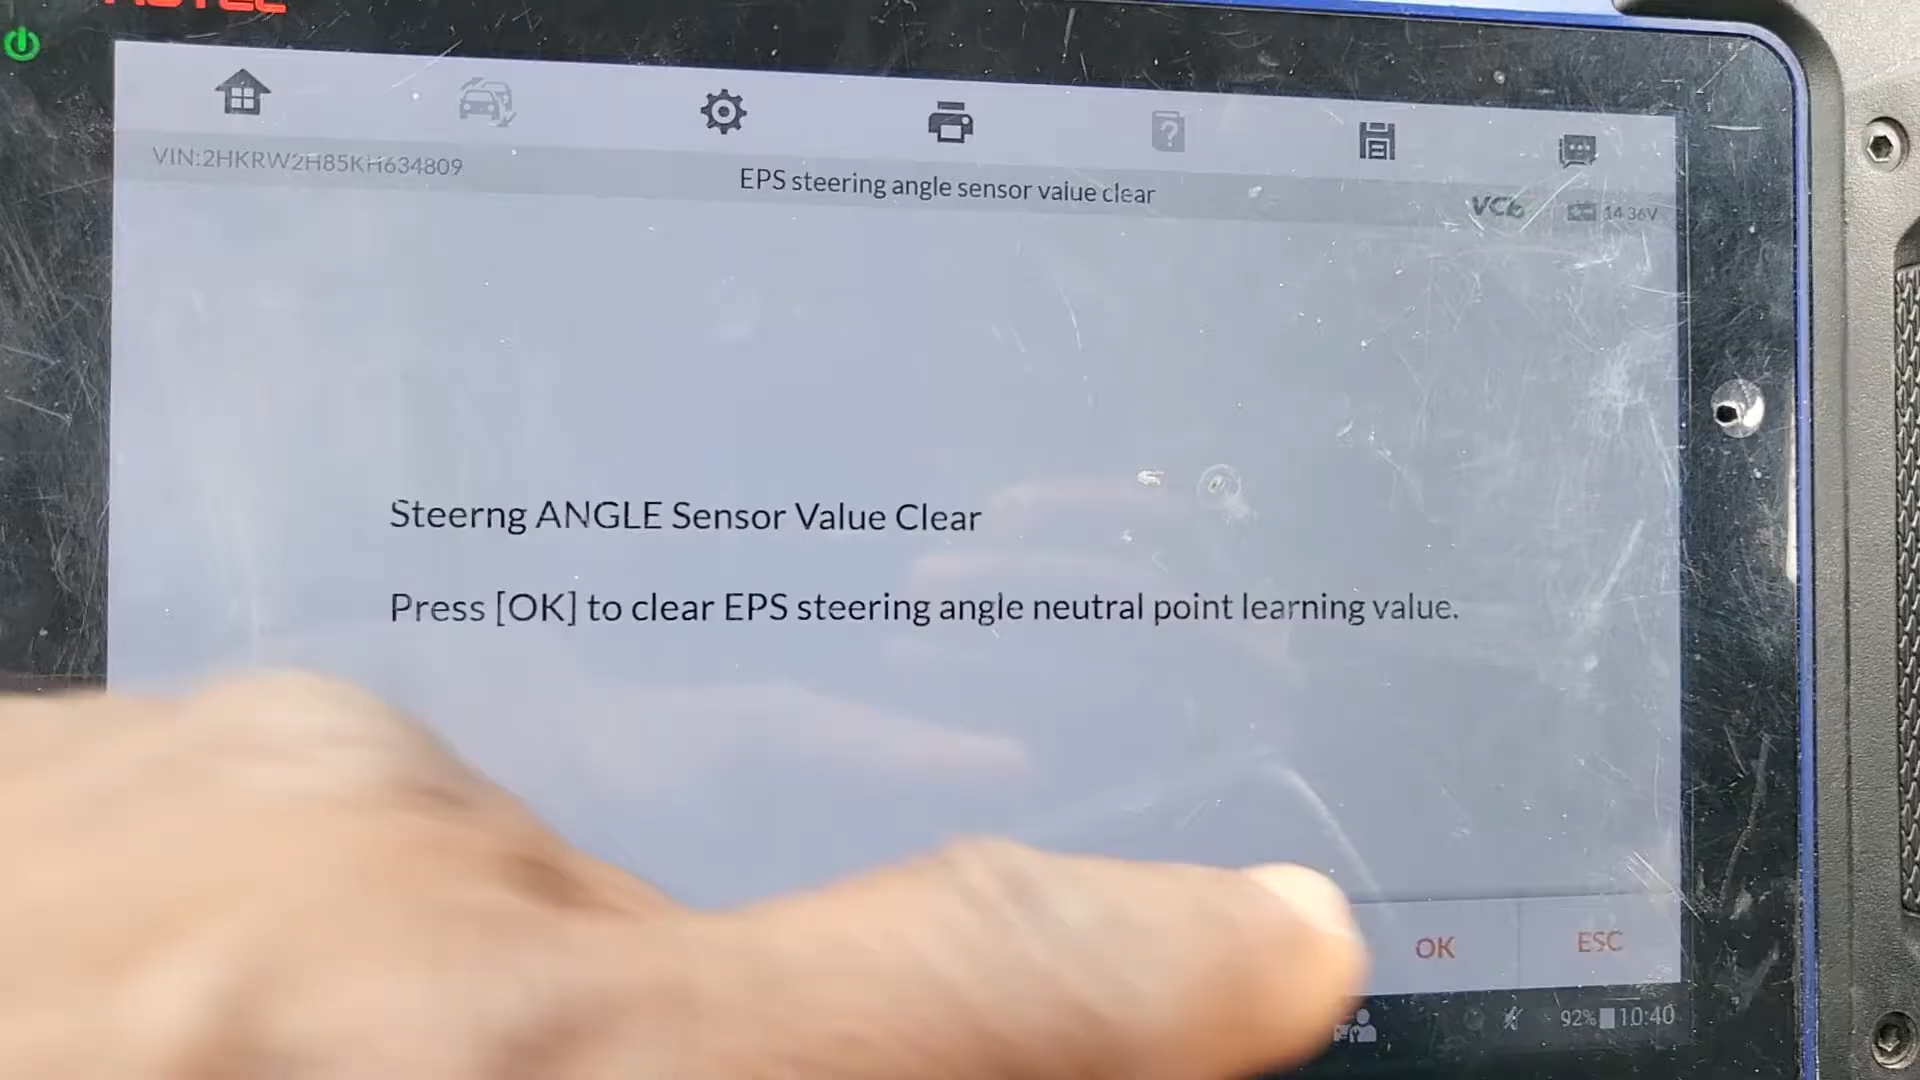 VIN:2HKRW2H85KH634809
EPS steering angle sensor value clear
VCI
14.36V
Steerng ANGLE Sensor Value Clear
Press [OK] to clear EPS steering angle neutral point learning value.
OK
ESC
92%
10:40